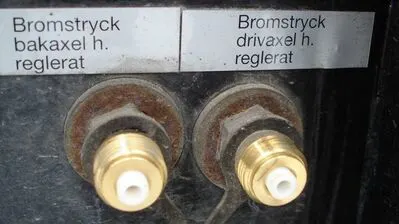 Bromstryck
bakaxel h.
reglerat
Bromstryck
drivaxel h.
reglerat